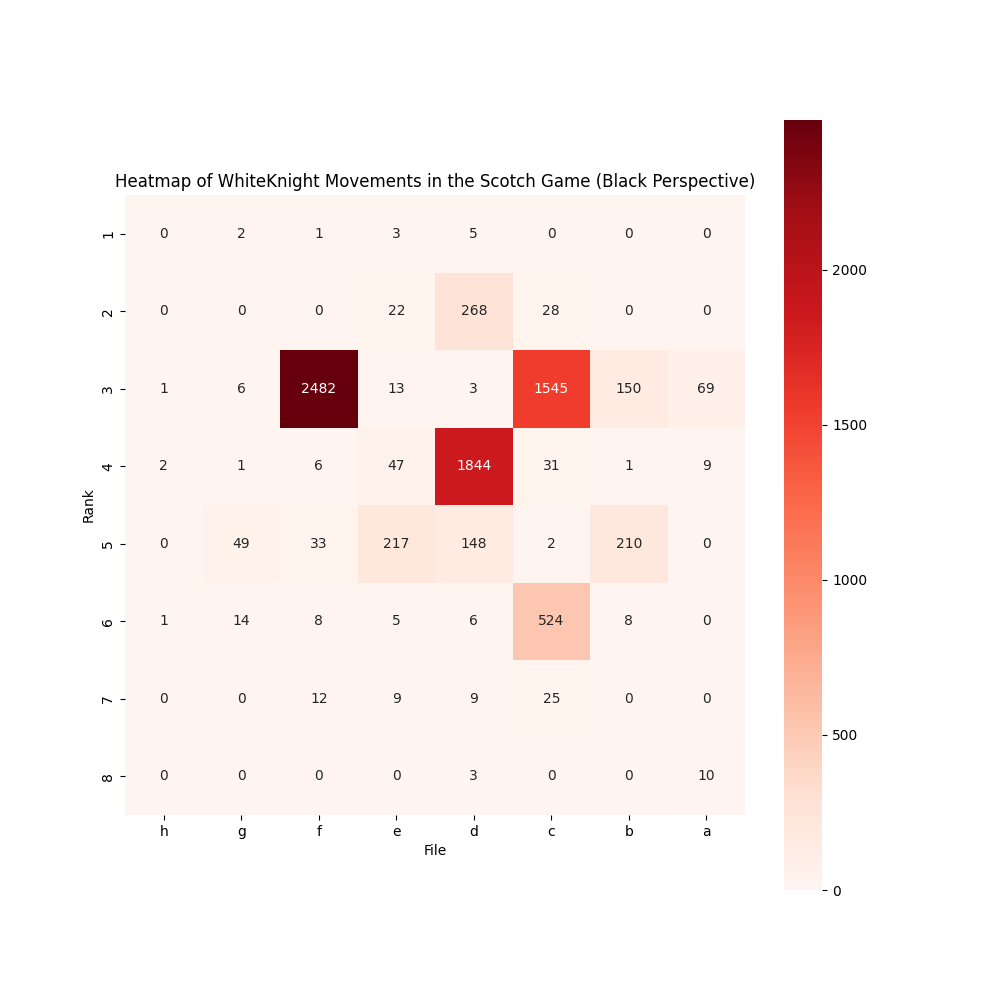 Heatmap of WhiteKnight Movements in the Scotch Game (Black Perspective)
1 0 2 1 3 5 0 0 0
2 0 0 0 22 268 28 0 0
3 1 6 2482 13 3 1545 150 69
4 2 1 6 47 1844 31 1 9
5 0 49 33 217 148 2 210 0
6 1 14 8 5 6 524 8 0
7 0 0 12 9 9 25 0 0
8 0 0 0 0 3 0 0 10
h g f e d c b a
File
Rank
2000
1500
1000
500
0